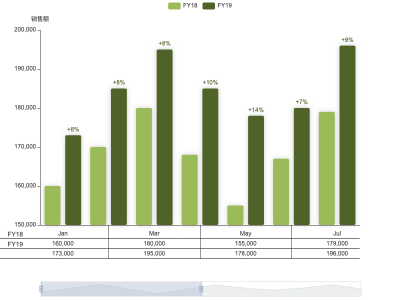 FY18 FY19
销售额
200,000
190,000
180,000
170,000
160,000
150,000
+8%
+8%
+8%
+10%
+14%
+7%
+9%
Jan Mar May Jul
FY18 160,000 180,000 155,000 179,000
FY19 173,000 195,000 178,000 196,000